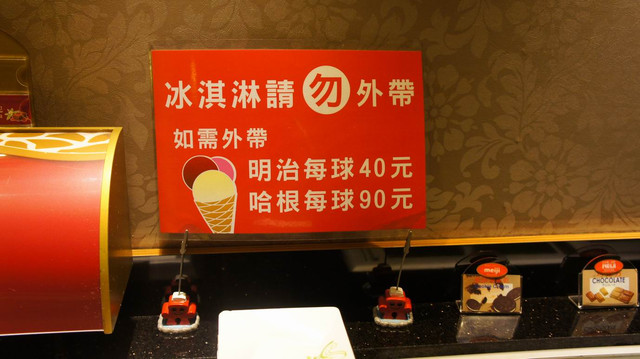 冰淇淋請勿外帶
如需外帶
明治每球40元
哈根每球90元
meiji
meiji
CHOCOLATE